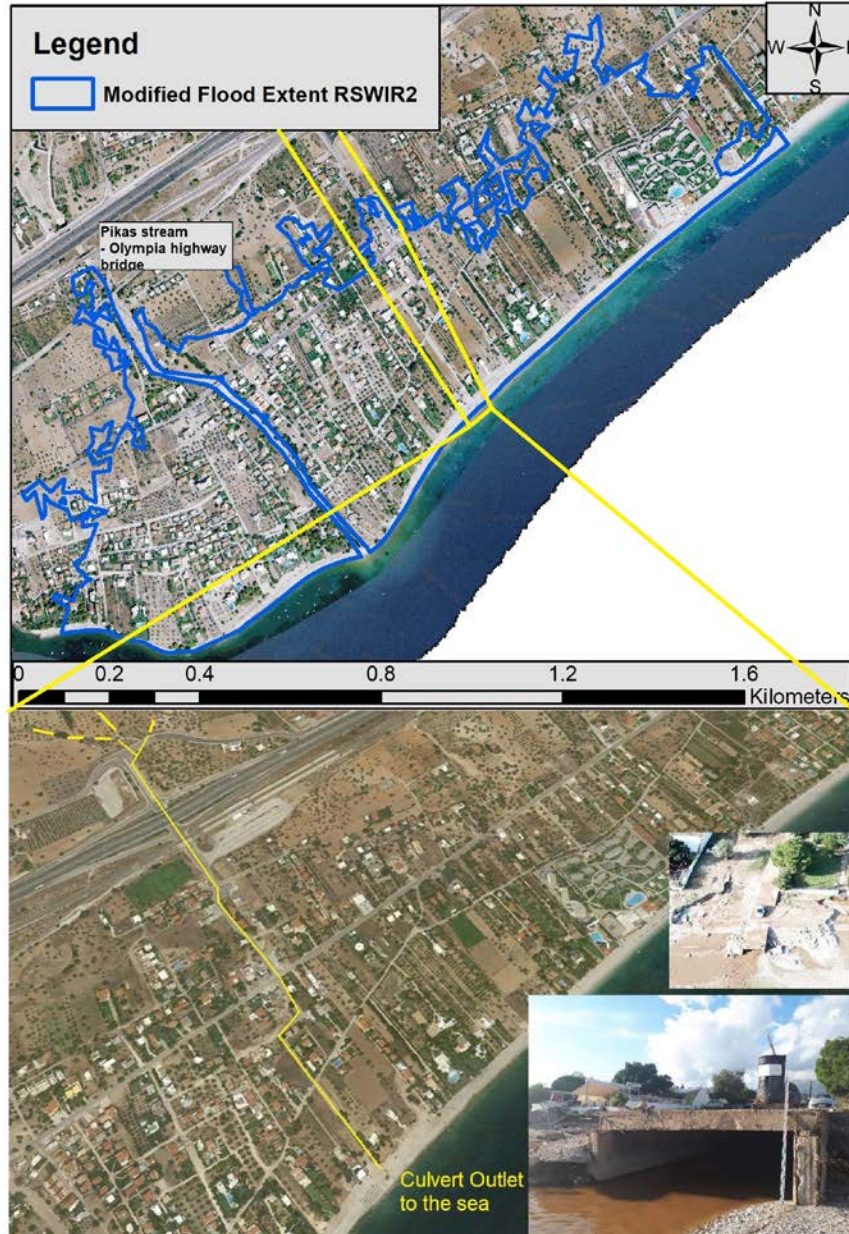 N
W
S
Legend
Modified Flood Extent RSWIR2
Pikas stream
- Olympia highway
bridge
0 0.2 0.4 0.8 1.2 1.6
Kilometers
Culvert Outlet
to the sea